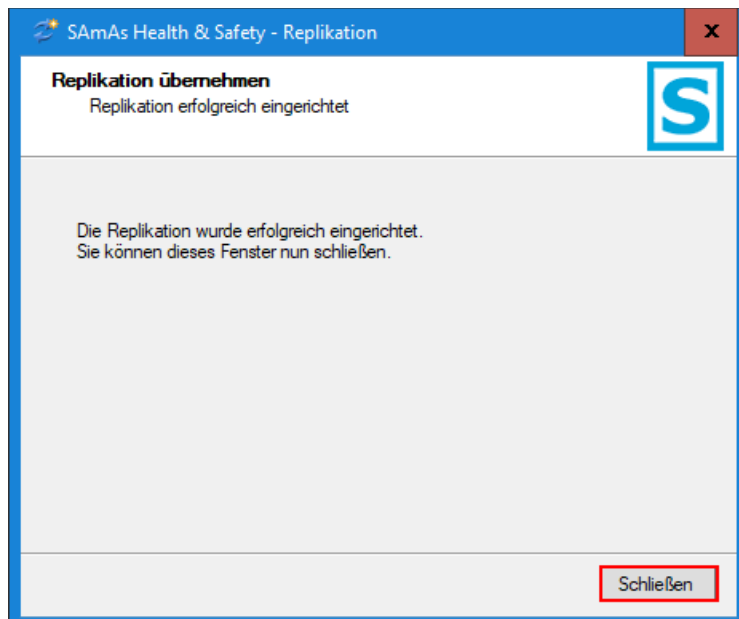 SAmAs Health & Safety - Replikation
x
Replikation übernehmen
Replikation erfolgreich eingerichtet
S
Die Replikation wurde erfolgreich eingerichtet.
Sie können dieses Fenster nun schließen.
Schließen